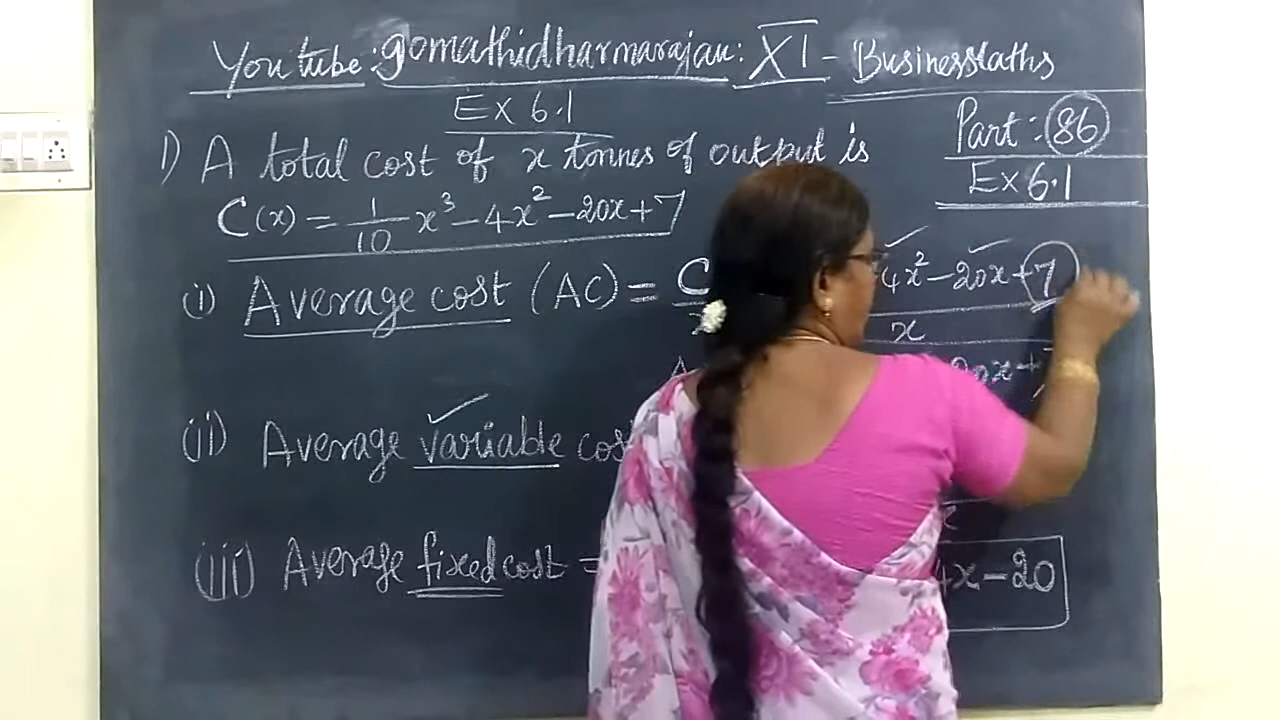 Youtube: gomathidharmarajan: XI - Businessmaths
Ex 6.1
Part: 86
Ex 6.1
1) A total cost of x tonnes of output is
C(x) = 1/10 x³ - 4x² - 20x + 7
(i) Average cost (AC) = C 4x² - 20x + 7
x
20x + 7
(ii) Average variable cost
(iii) Average fixed cost = 4x - 20